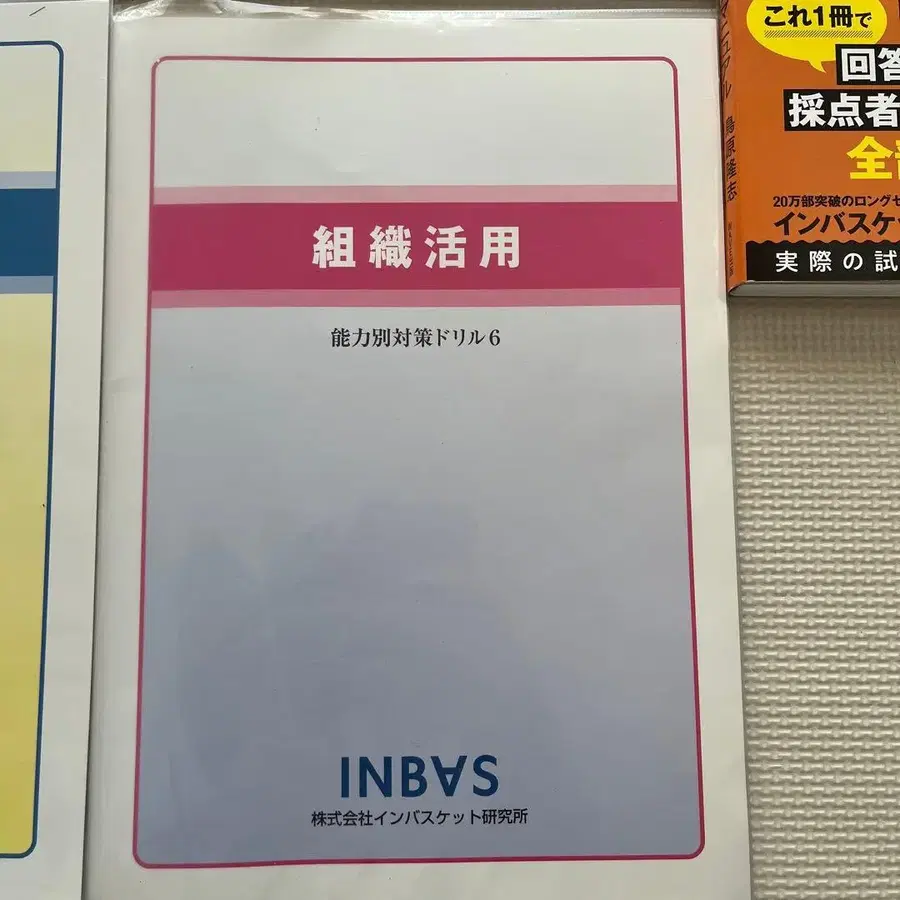 組織活用
能力別対策ドリル6
INB∀S
株式会社インバスケット研究所
これ1冊で
回答
採点者
全
20万部突破のロングセ
インバスケッ
実際の試
鳥原隆志